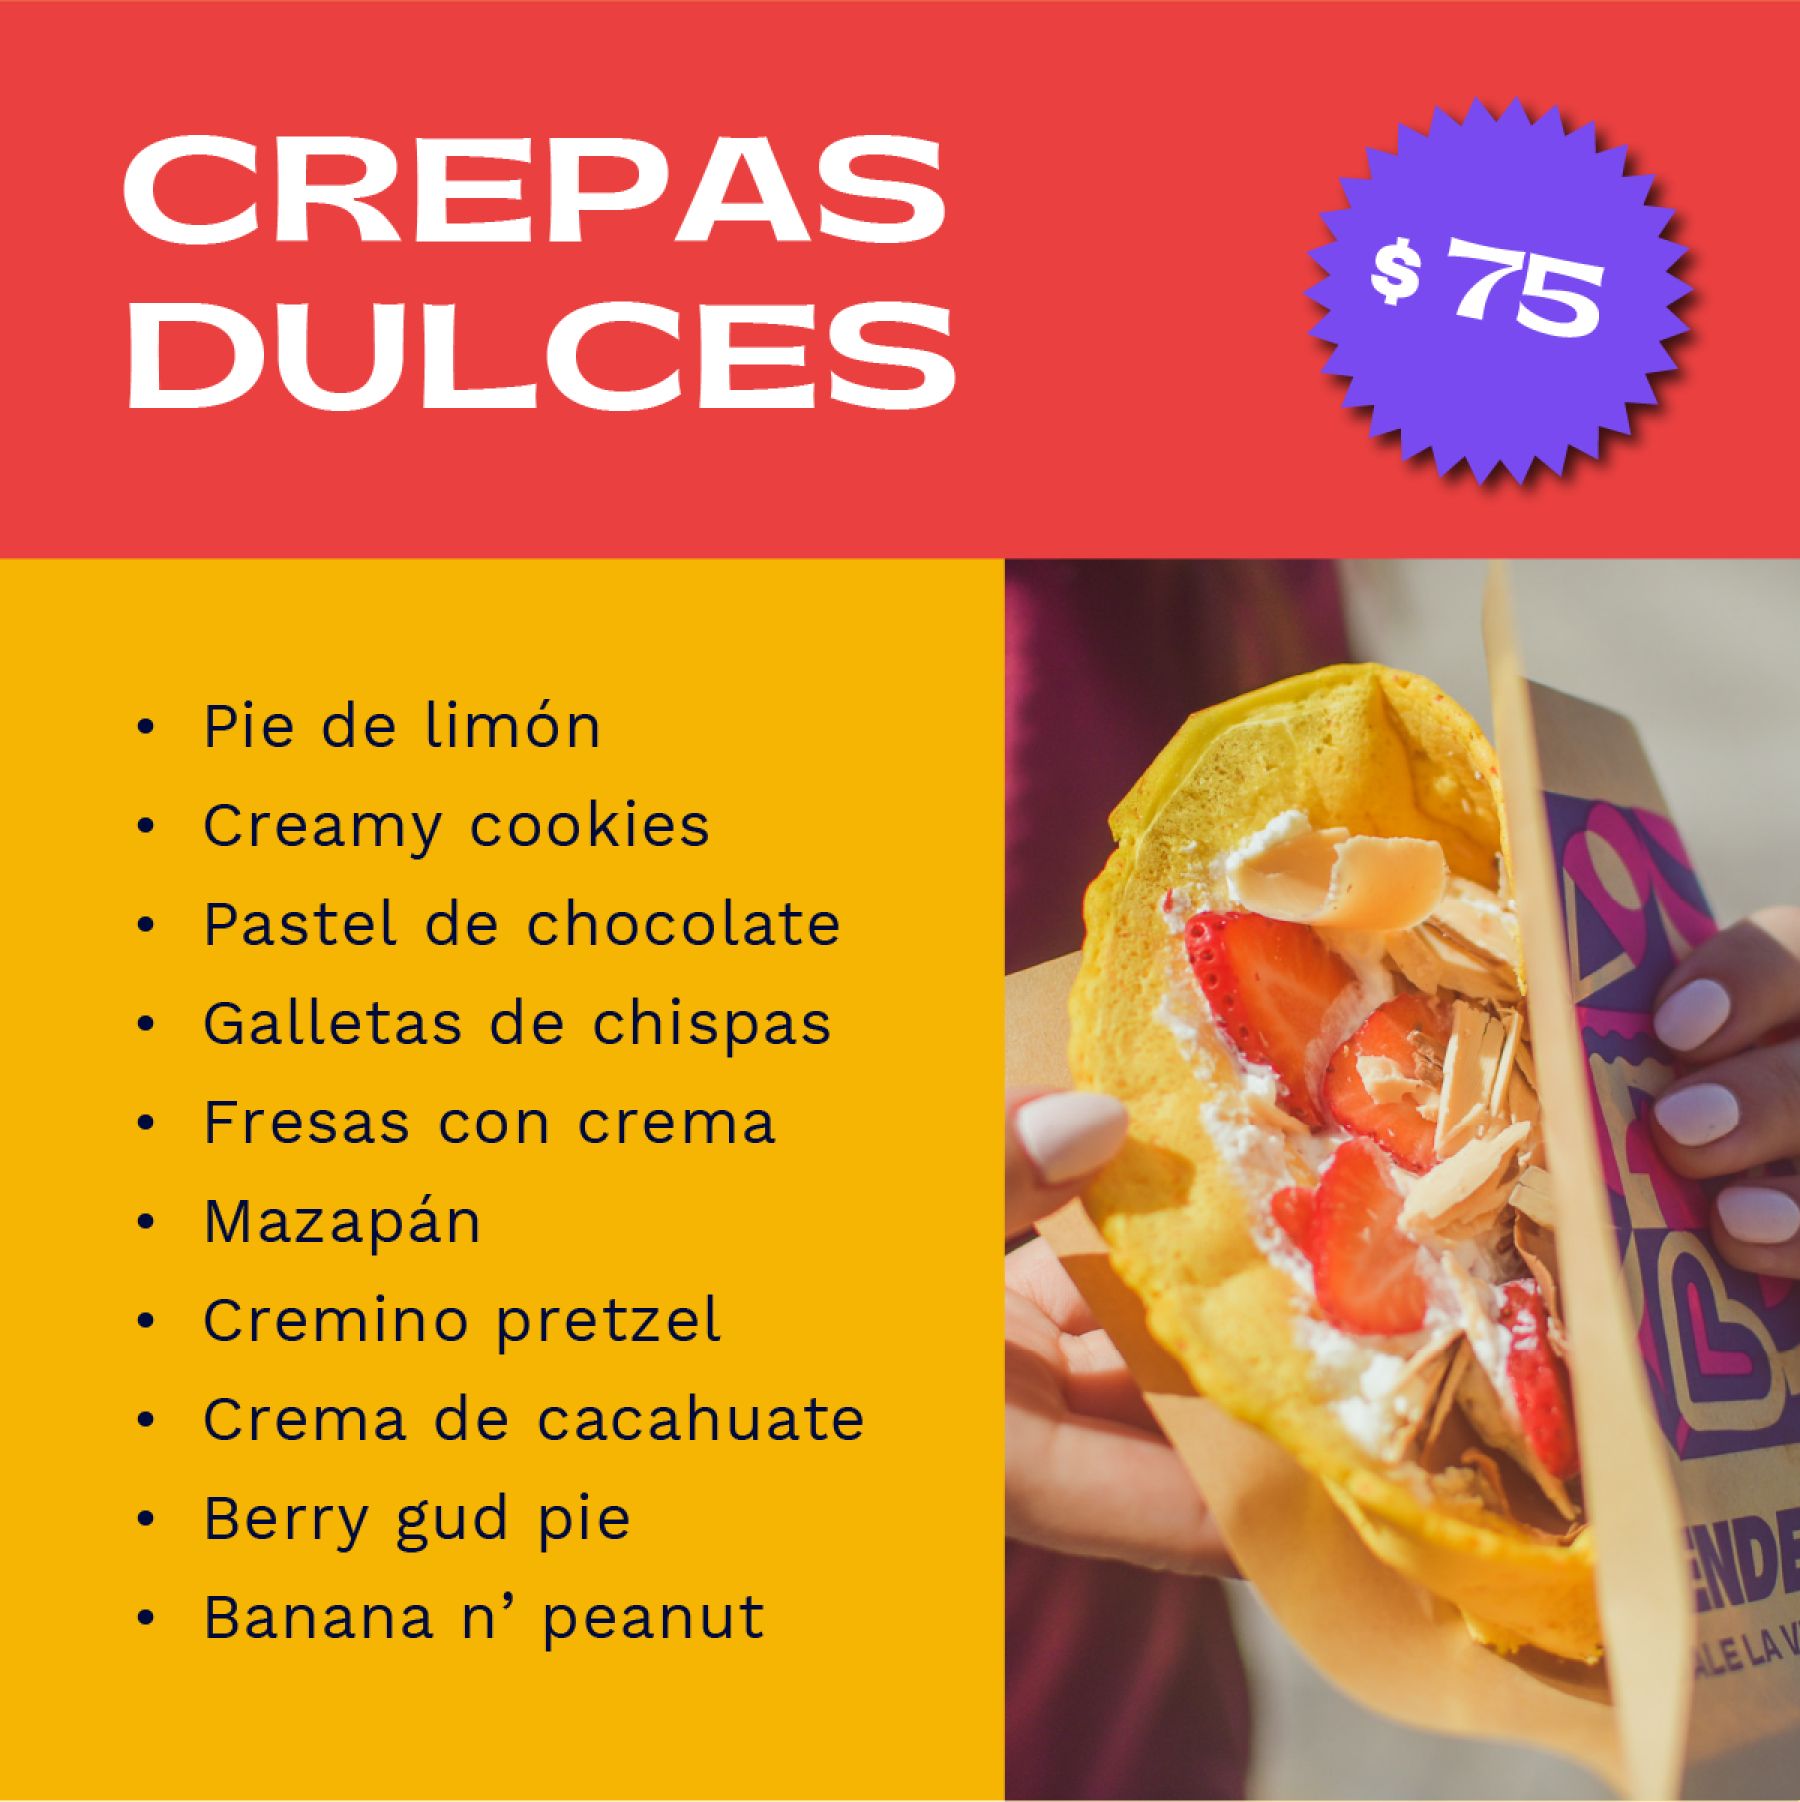 CREPAS
DULCES
$ 75
• Pie de limón
• Creamy cookies
• Pastel de chocolate
• Galletas de chispas
• Fresas con crema
• Mazapán
• Cremino pretzel
• Crema de cacahuate
• Berry gud pie
• Banana n’ peanut
LA